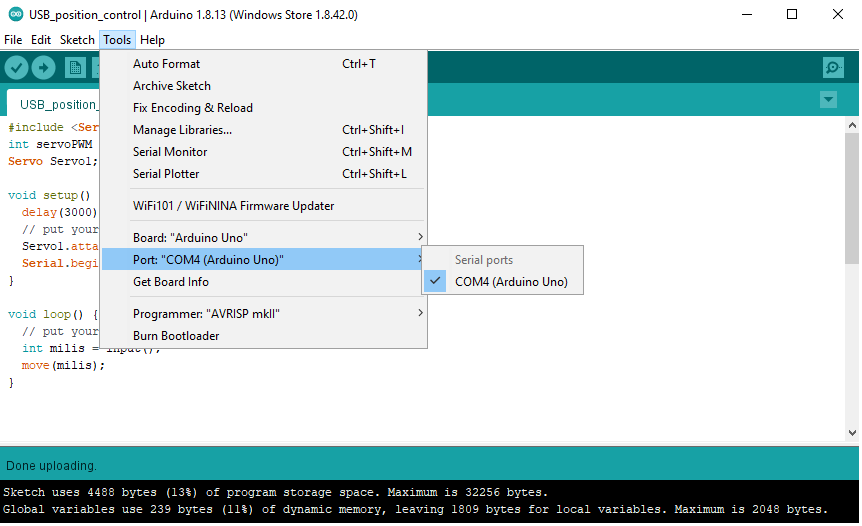 USB_position_control | Arduino 1.8.13 (Windows Store 1.8.42.0)
File Edit Sketch Tools Help
Auto Format Ctrl+T
Archive Sketch
Fix Encoding & Reload
Manage Libraries... Ctrl+Shift+I
Serial Monitor Ctrl+Shift+M
Serial Plotter Ctrl+Shift+L
WiFi101 / WiFiNINA Firmware Updater
Board: "Arduino Uno"
Port: "COM4 (Arduino Uno)"
Get Board Info
Programmer: "AVRISP mkII"
Burn Bootloader
Serial ports
COM4 (Arduino Uno)
USB_position_
#include <Ser
int servoPWM
Servo Servo1;
void setup()
delay(3000)
// put your
Servo1.atta
Serial.begi
}
void loop() {
// put your
int milis = input();
move(milis);
}
Done uploading.
Sketch uses 4488 bytes (13%) of program storage space. Maximum is 32256 bytes.
Global variables use 239 bytes (11%) of dynamic memory, leaving 1809 bytes for local variables. Maximum is 2048 bytes.